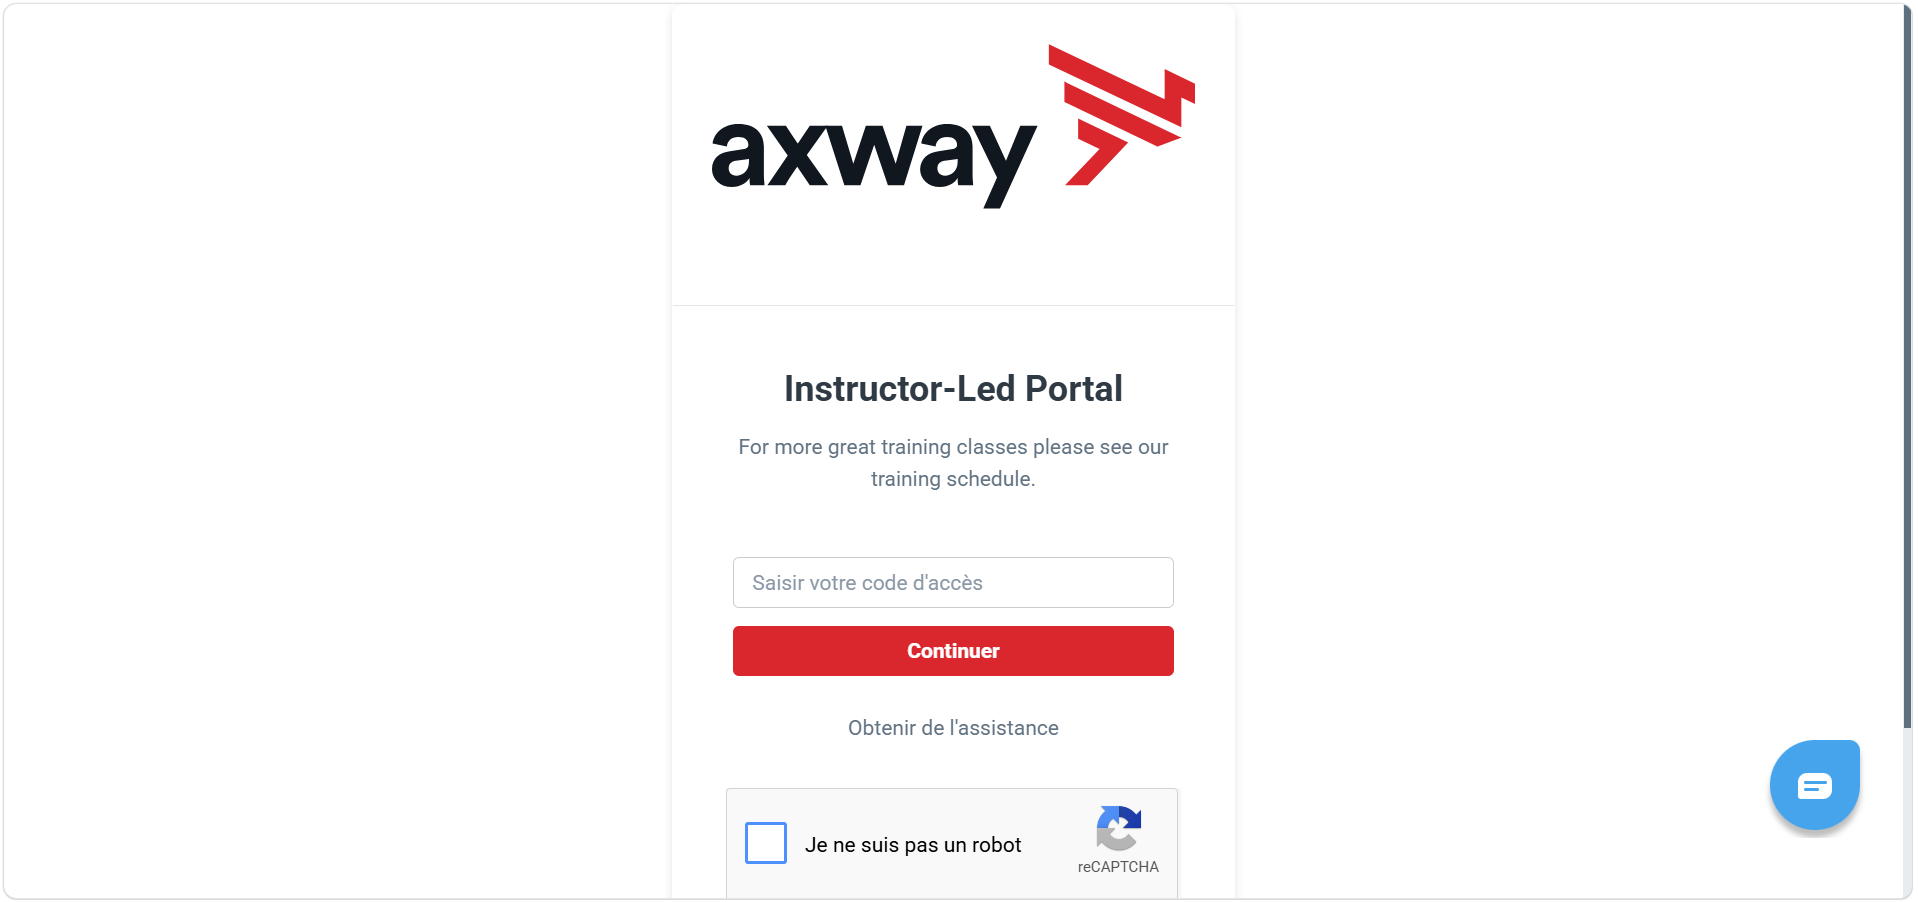 axway
Instructor-Led Portal
For more great training classes please see our
training schedule.
Saisir votre code d'accès
Continuer
Obtenir de l'assistance
Je ne suis pas un robot
reCAPTCHA